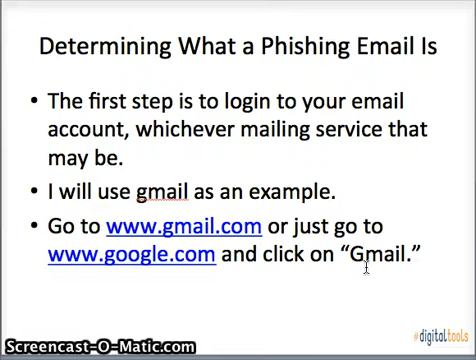 Determining What a Phishing Email Is
• The first step is to login to your email
account, whichever mailing service that
may be.
• I will use gmail as an example.
• Go to www.gmail.com or just go to
www.google.com and click on “Gmail.”
#digitaltools
Screencast-O-Matic.com